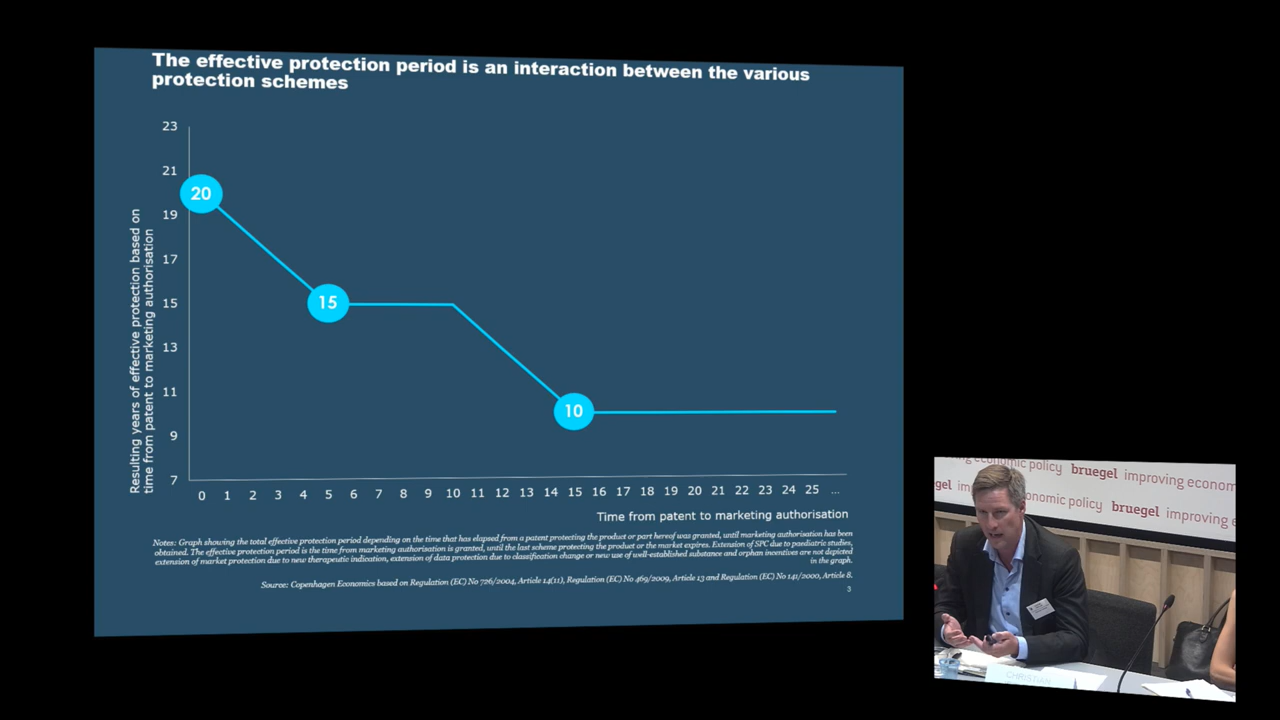 The effective protection period is an interaction between the various
protection schemes
23
21
19
17
15
13
11
9
7
20
15
10
Resulting years of effective protection based on
time from patent to marketing authorisation
0 1 2 3 4 5 6 7 8 9 10 11 12 13 14 15 16 17 18 19 20 21 22 23 24 25 ...
Time from patent to marketing authorisation
Notes: Graph showing the total effective protection period depending on the time that has elapsed from a patent protecting the product or part hereof was granted, until marketing authorisation has been
obtained. The effective protection period is the time from marketing authorisation is granted, until the last scheme protecting the product or the market expires. Extension of SPC due to paediatric studies,
extension of market protection due to new therapeutic indication, extension of data protection due to classification change or new use of well-established substance and orphan incentives are not depicted
in the graph.
Source: Copenhagen Economics based on Regulation (EC) No 726/2004, Article 14(11), Regulation (EC) No 469/2009, Article 13 and Regulation (EC) No 141/2000, Article 8.
3
ing economic policy bruegel improving econom
gel im onomic policy bruegel improving e
CHRISTIAN